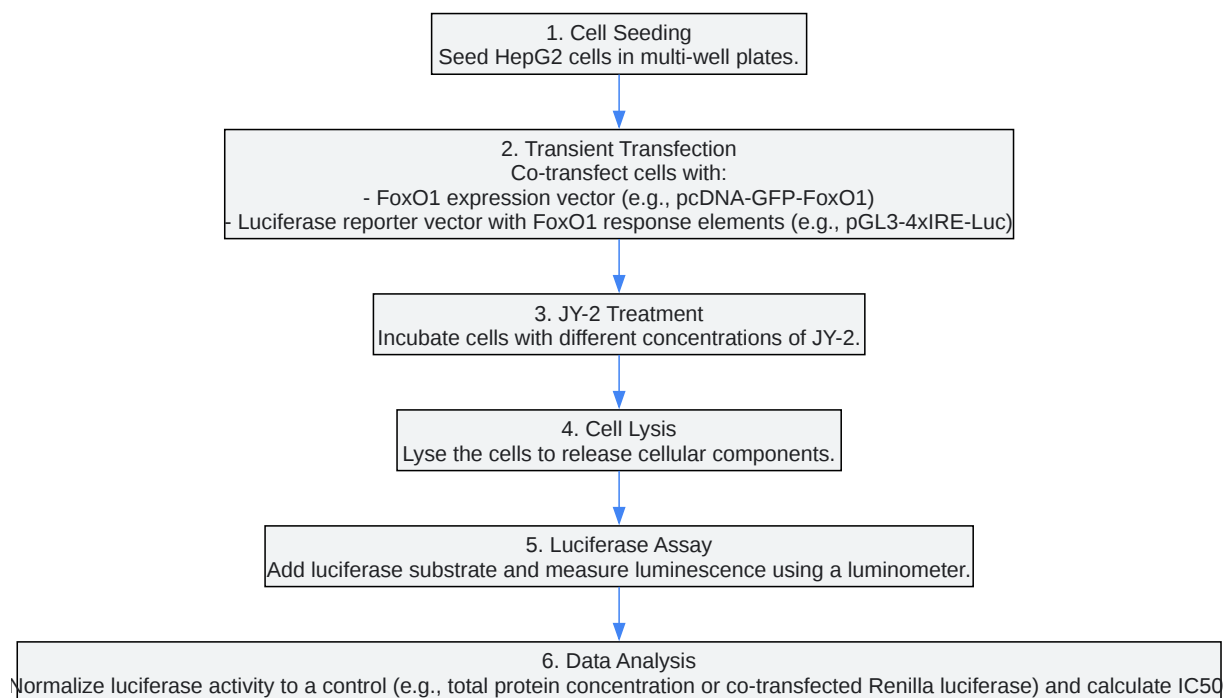 1. Cell Seeding
Seed HepG2 cells in multi-well plates.
2. Transient Transfection
Co-transfect cells with:
- FoxO1 expression vector (e.g., pcDNA-GFP-FoxO1)
- Luciferase reporter vector with FoxO1 response elements (e.g., pGL3-4xIRE-Luc)
3. JY-2 Treatment
Incubate cells with different concentrations of JY-2.
4. Cell Lysis
Lyse the cells to release cellular components.
5. Luciferase Assay
Add luciferase substrate and measure luminescence using a luminometer.
6. Data Analysis
Normalize luciferase activity to a control (e.g., total protein concentration or co-transfected Renilla luciferase) and calculate IC50